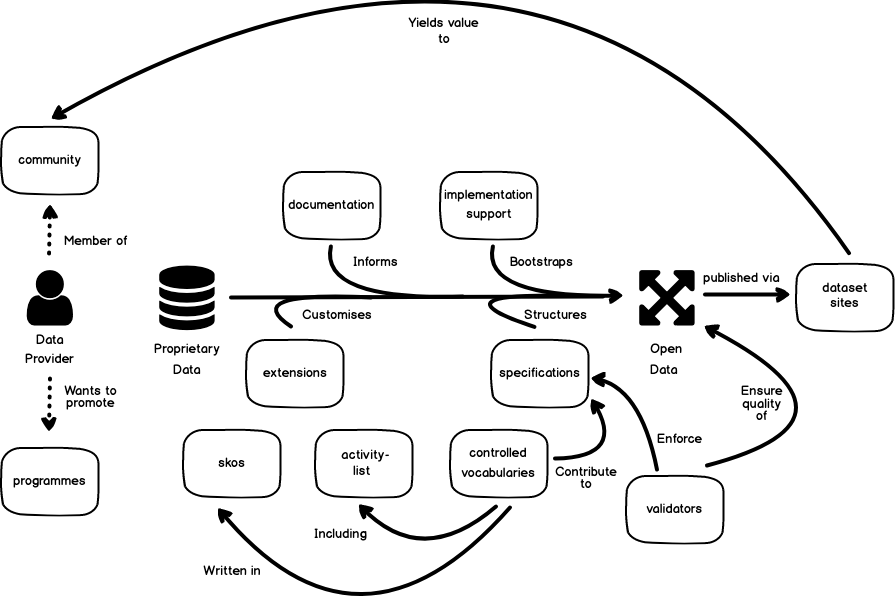 Yields value
to
community
documentation
implementation
support
Member of
Informs
Bootstraps
published via
dataset
sites
Customises
Structures
Data
Provider
Proprietary
Data
Open
Data
extensions
specifications
Wants to
promote
Ensure
quality
of
Enforce
skos
activity-
list
controlled
vocabularies
Contribute
to
programmes
validators
Including
Written in